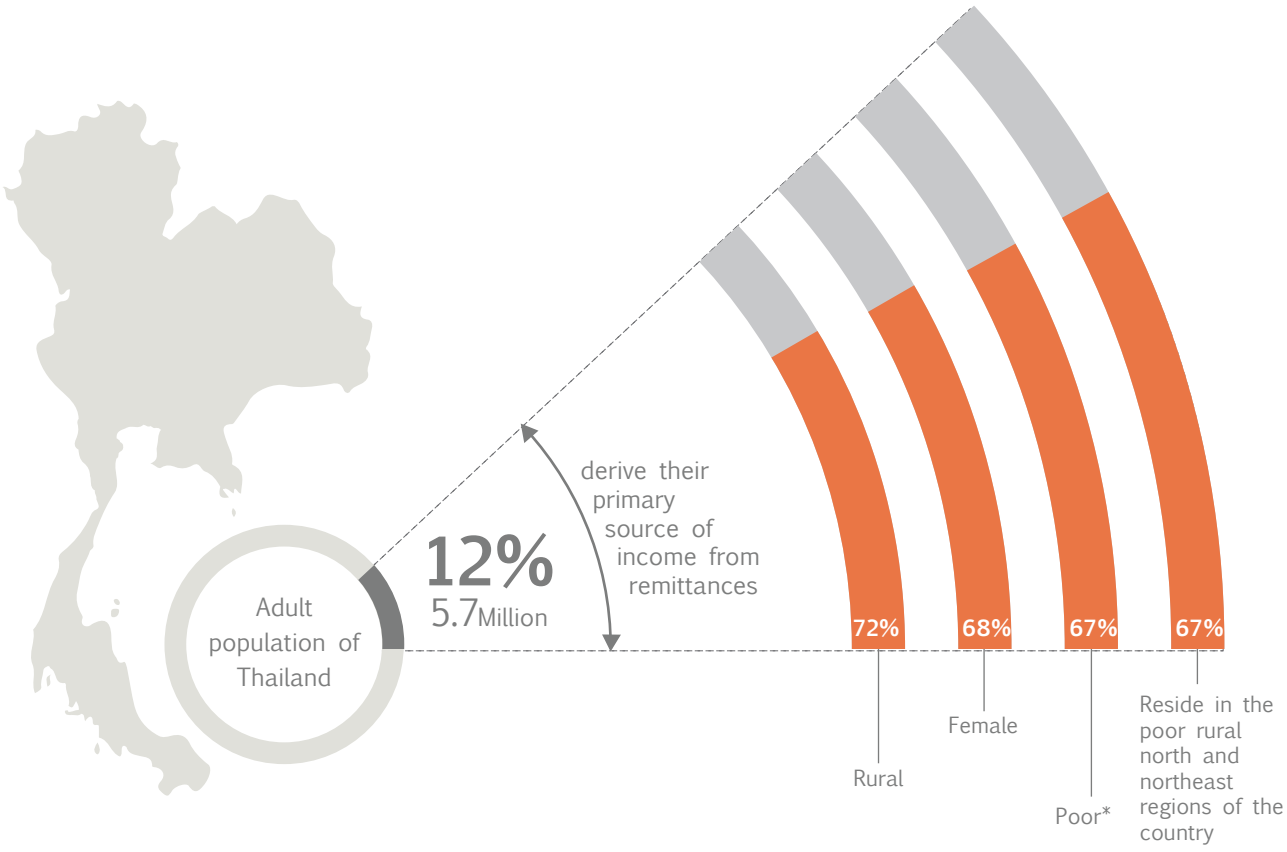 Adult
population of
Thailand
12%
5.7Million
derive their
primary
source of
income from
remittances
72%
68%
67%
67%
Rural
Female
Poor*
Reside in the
poor rural
north and
northeast
regions of the
country